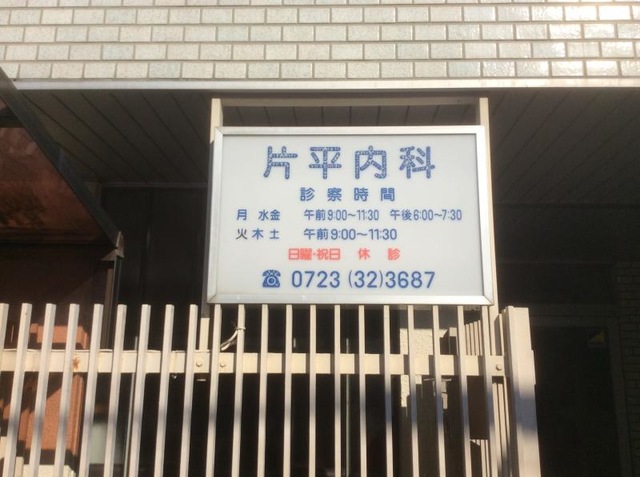 片平内科
診察時間
月 水金 午前9:00〜11:30 午後6:00〜7:30
火木土 午前9:00〜11:30
日曜・祝日 休診
☎ 0723 (32)3687